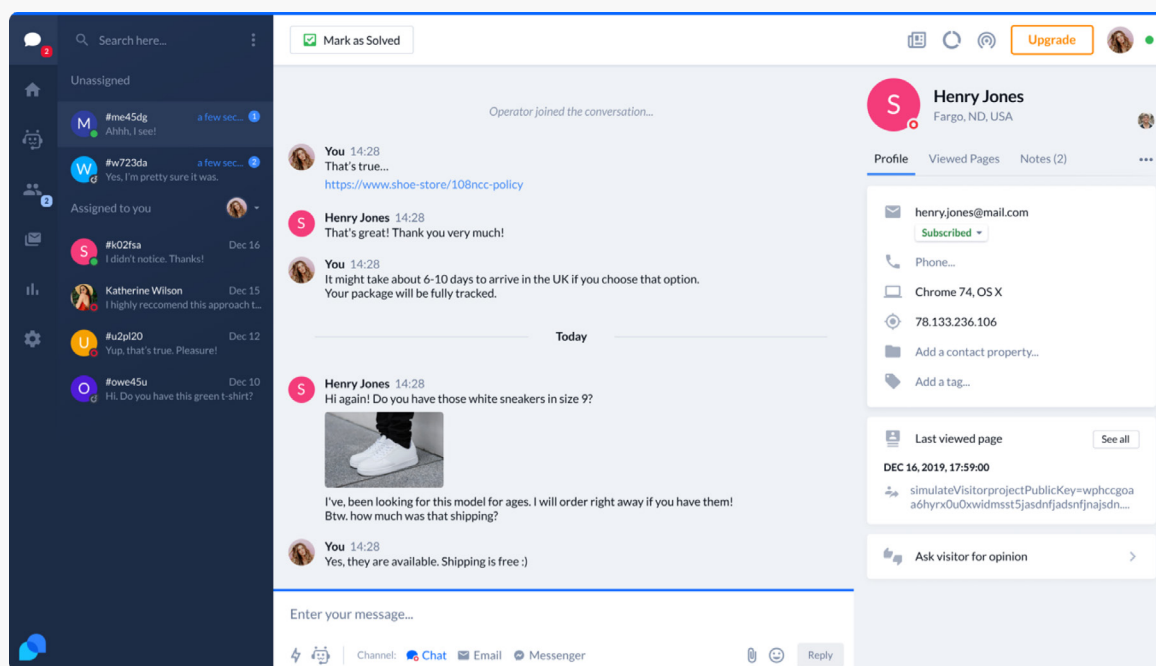 2
Search here...
Unassigned
M
#me45dg
a few sec...
1
Ahhh, I see!
W
#w723da
a few sec...
2
Yes, I'm pretty sure it was.
2
Assigned to you
S
#k02fsa
Dec 16
I didn't notice. Thanks!
Katherine Wilson
Dec 15
I highly reccomend this approach t...
U
#u2pl20
Dec 12
Yup, that's true. Pleasure!
O
#owe45u
Dec 10
Hi. Do you have this green t-shirt?
Mark as Solved
Upgrade
Operator joined the conversation...
You 14:28
That's true...
https://www.shoe-store/108ncc-policy
S
Henry Jones 14:28
That's great! Thank you very much!
You 14:28
It might take about 6-10 days to arrive in the UK if you choose that option.
Your package will be fully tracked.
Today
S
Henry Jones 14:28
Hi again! Do you have those white sneakers in size 9?
I've, been looking for this model for ages. I will order right away if you have them!
Btw. how much was that shipping?
You 14:28
Yes, they are available. Shipping is free :)
Enter your message...
Channel: Chat Email Messenger
Reply
S
Henry Jones
Fargo, ND, USA
Profile Viewed Pages Notes (2)
henry.jones@mail.com
Subscribed
Phone...
Chrome 74, OS X
78.133.236.106
Add a contact property...
Add a tag...
Last viewed page
See all
DEC 16, 2019, 17:59:00
simulateVisitorprojectPublicKey=wphccgoa
a6hyrx0u0xwidmsst5jasdnfjadsnfjnajsdn....
Ask visitor for opinion